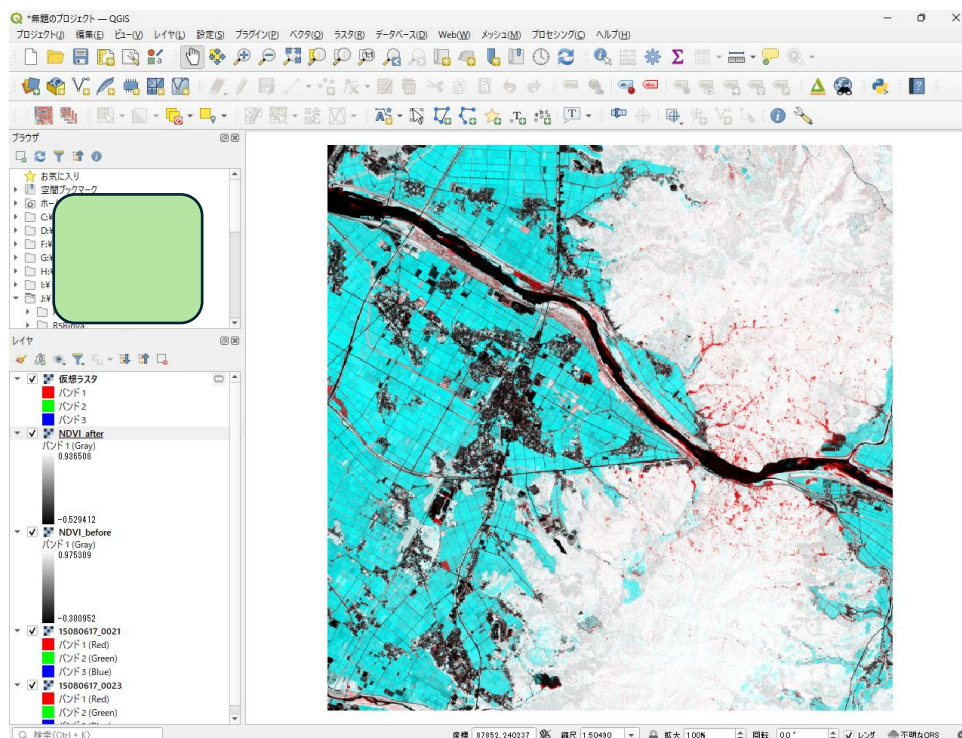 *無題のプロジェクト — QGIS
プロジェクト(J) 編集(E) ビュー(V) レイヤ(L) 設定(S) プラグイン(P) ベクタ(O) ラスタ(R) データベース(D) Web(W) メッシュ(M) プロセシング(C) ヘルプ(H)
ブラウザ
お気に入り
空間ブックマーク
ホー
C:¥
D:¥
F:¥
G:¥
H:¥
I:¥
J:¥
レイヤ
仮想ラスタ
バンド 1
バンド 2
バンド 3
NDVI_after
バンド 1 (Gray)
0.936508
-0.529412
NDVI_before
バンド 1 (Gray)
0.975309
-0.380952
15080617_0021
バンド 1 (Red)
バンド 2 (Green)
バンド 3 (Blue)
15080617_0023
バンド 1 (Red)
バンド 2 (Green)
検索(Ctrl + K) 座標 87852,240237 縮尺 1:50490 拡大 100% 回転 0.0° レンダ 不明なCRS